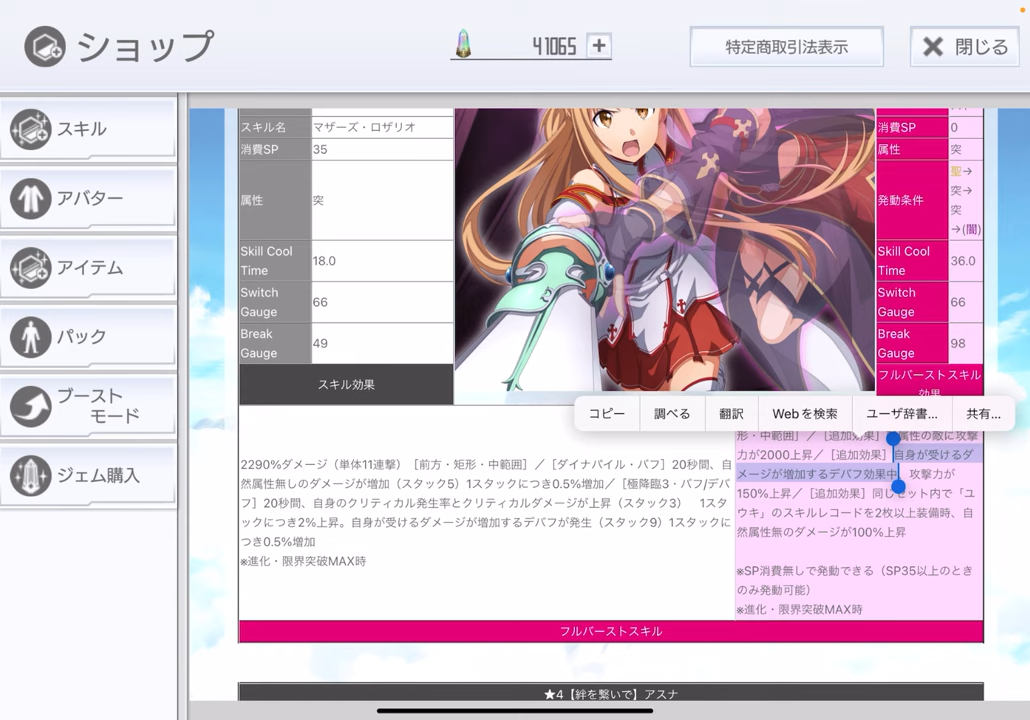 ショップ
41065
特定商取引法表示
閉じる
スキル
アバター
アイテム
パック
ブースト
モード
ジェム購入
スキル名
マザーズ・ロザリオ
消費SP
35
属性
突
Skill Cool
Time
18.0
Switch
Gauge
66
Break
Gauge
49
スキル効果
消費SP
0
属性
突
発動条件
聖→
突→
突
→(闇)
Skill Cool
Time
36.0
Switch
Gauge
66
Break
Gauge
98
フルバーストスキル
効果
コピー
調べる
翻訳
Webを検索
ユーザ辞書...
共有...
2290%ダメージ（単体11連撃）［前方・矩形・中範囲］／［ダイナパイル・バフ］20秒間、自
然属性無しのダメージが増加（スタック5）1スタックにつき0.5%増加／［極降臨3・バフ/デバ
フ］20秒間、自身のクリティカル発生率とクリティカルダメージが上昇（スタック3）　1スタ
ックにつき2%上昇。自身が受けるダメージが増加するデバフが発生（スタック9）1スタックに
つき0.5%増加
※進化・限界突破MAX時
形・中範囲］／［追加効果］属性の敵に攻撃
力が2000上昇／［追加効果］自身が受けるダ
メージが増加するデバフ効果中、攻撃力が
150%上昇／［追加効果］同じセット内で「ユ
ウキ」のスキルレコードを2枚以上装備時、自
然属性無のダメージが100%上昇
※SP消費無しで発動できる（SP35以上のとき
のみ発動可能）
※進化・限界突破MAX時
フルバーストスキル
★4【絆を繋いで】アスナ